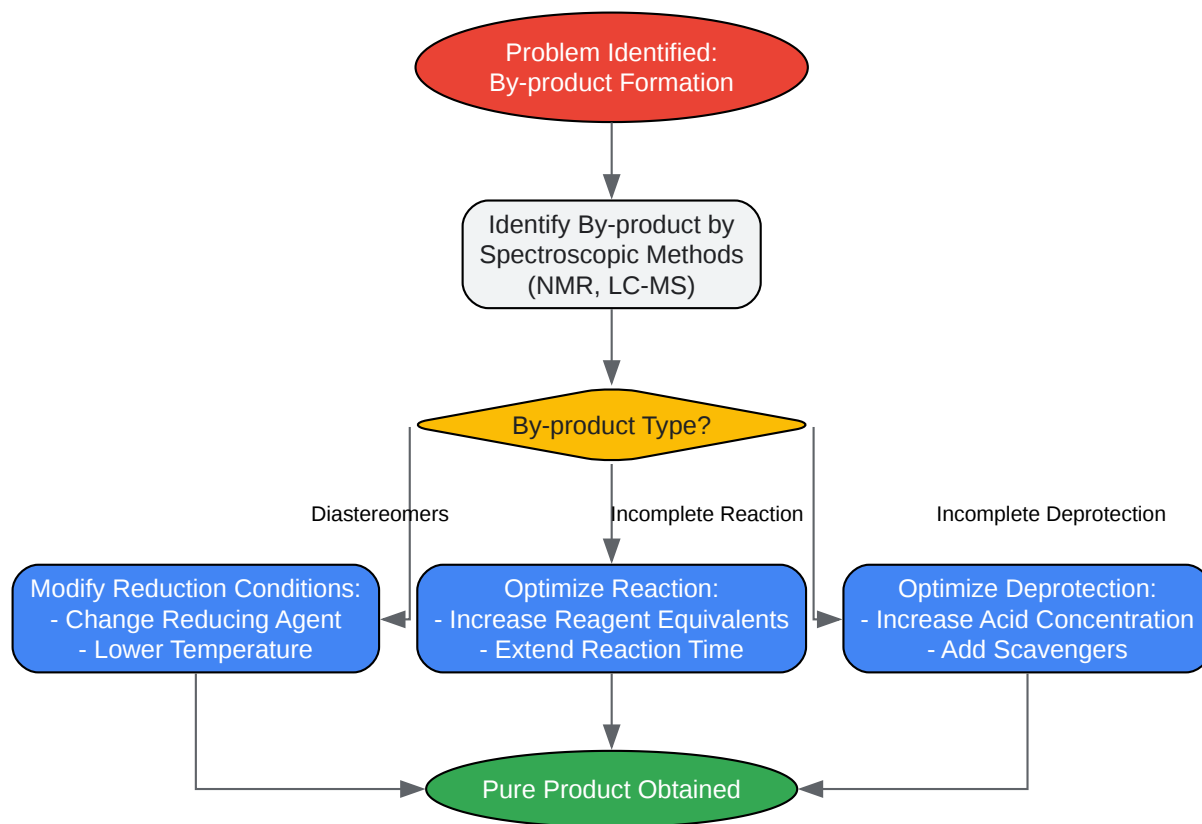 Problem Identified:
By-product Formation
Identify By-product by
Spectroscopic Methods
(NMR, LC-MS)
By-product Type?
Diastereomers
Incomplete Reaction
Incomplete Deprotection
Modify Reduction Conditions:
- Change Reducing Agent
- Lower Temperature
Optimize Reaction:
- Increase Reagent Equivalents
- Extend Reaction Time
Optimize Deprotection:
- Increase Acid Concentration
- Add Scavengers
Pure Product Obtained